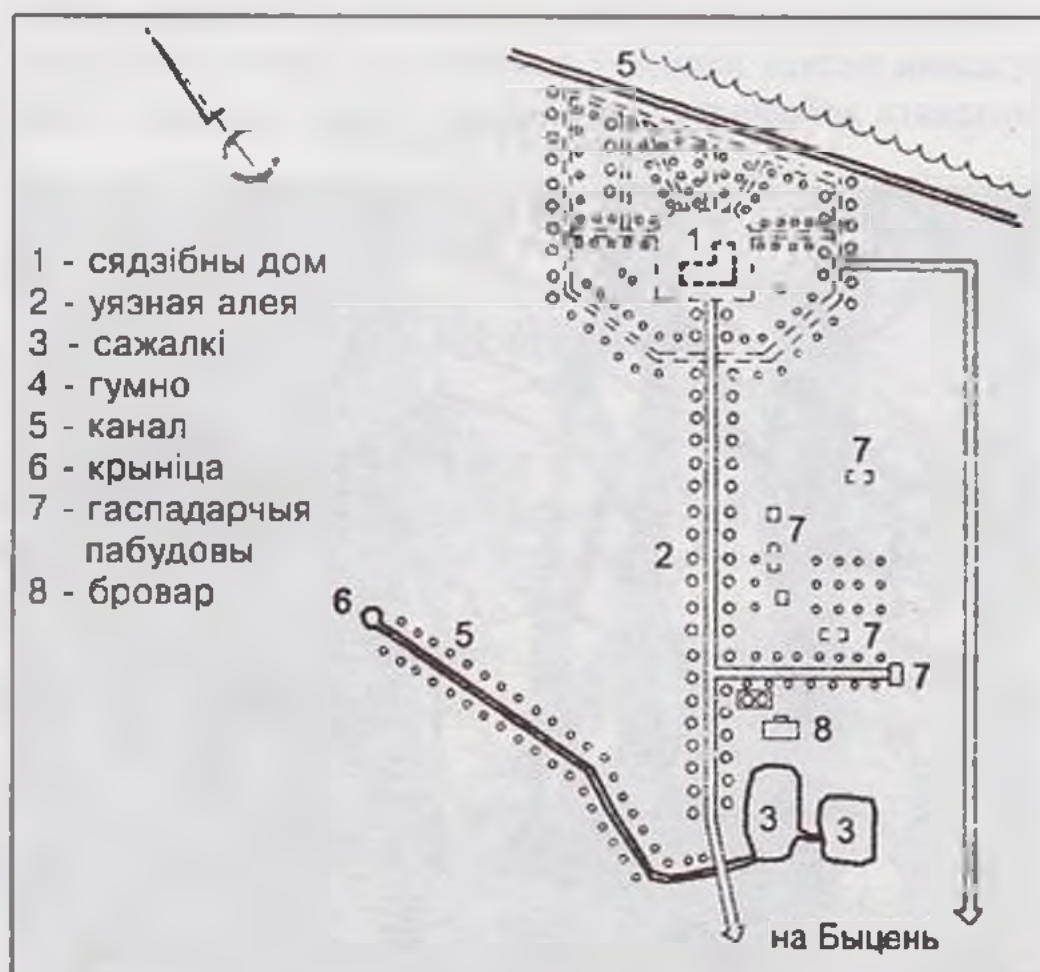 5
1
1 - сядзібны дом
2 - уязная алея
3 - сажалкі
4 - гумно
5 - канал
6 - крыніца
7 - гаспадарчыя
пабудовы
8 - бровар
7
7
2
6
5
7
7
8
3
3
на Быцень